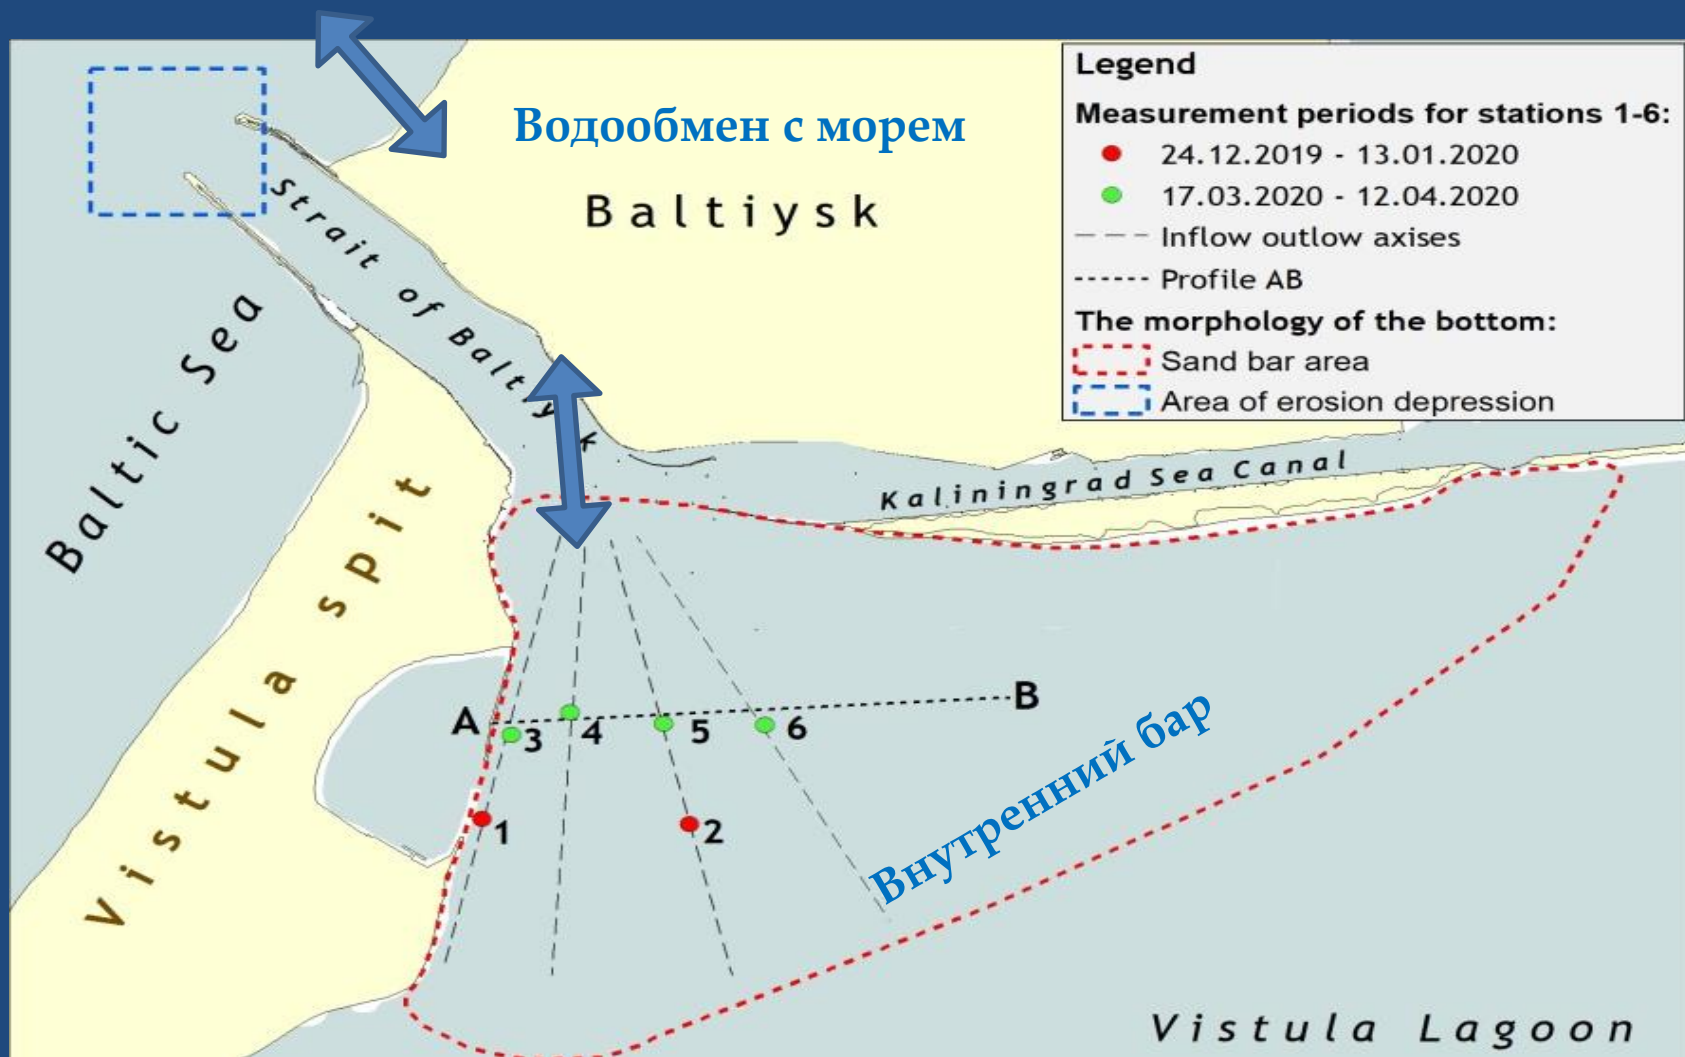 Водообмен с морем
Baltiysk
Strait of Baltiy k
Baltic Sea
Vistula spit
Kaliningrad Sea Canal
A
B
3
4
5
6
1
2
Внутренний бар
Vistula Lagoon
Legend
Measurement periods for stations 1-6:
24.12.2019 - 13.01.2020
17.03.2020 - 12.04.2020
Inflow outlow axises
Profile AB
The morphology of the bottom:
Sand bar area
Area of erosion depression